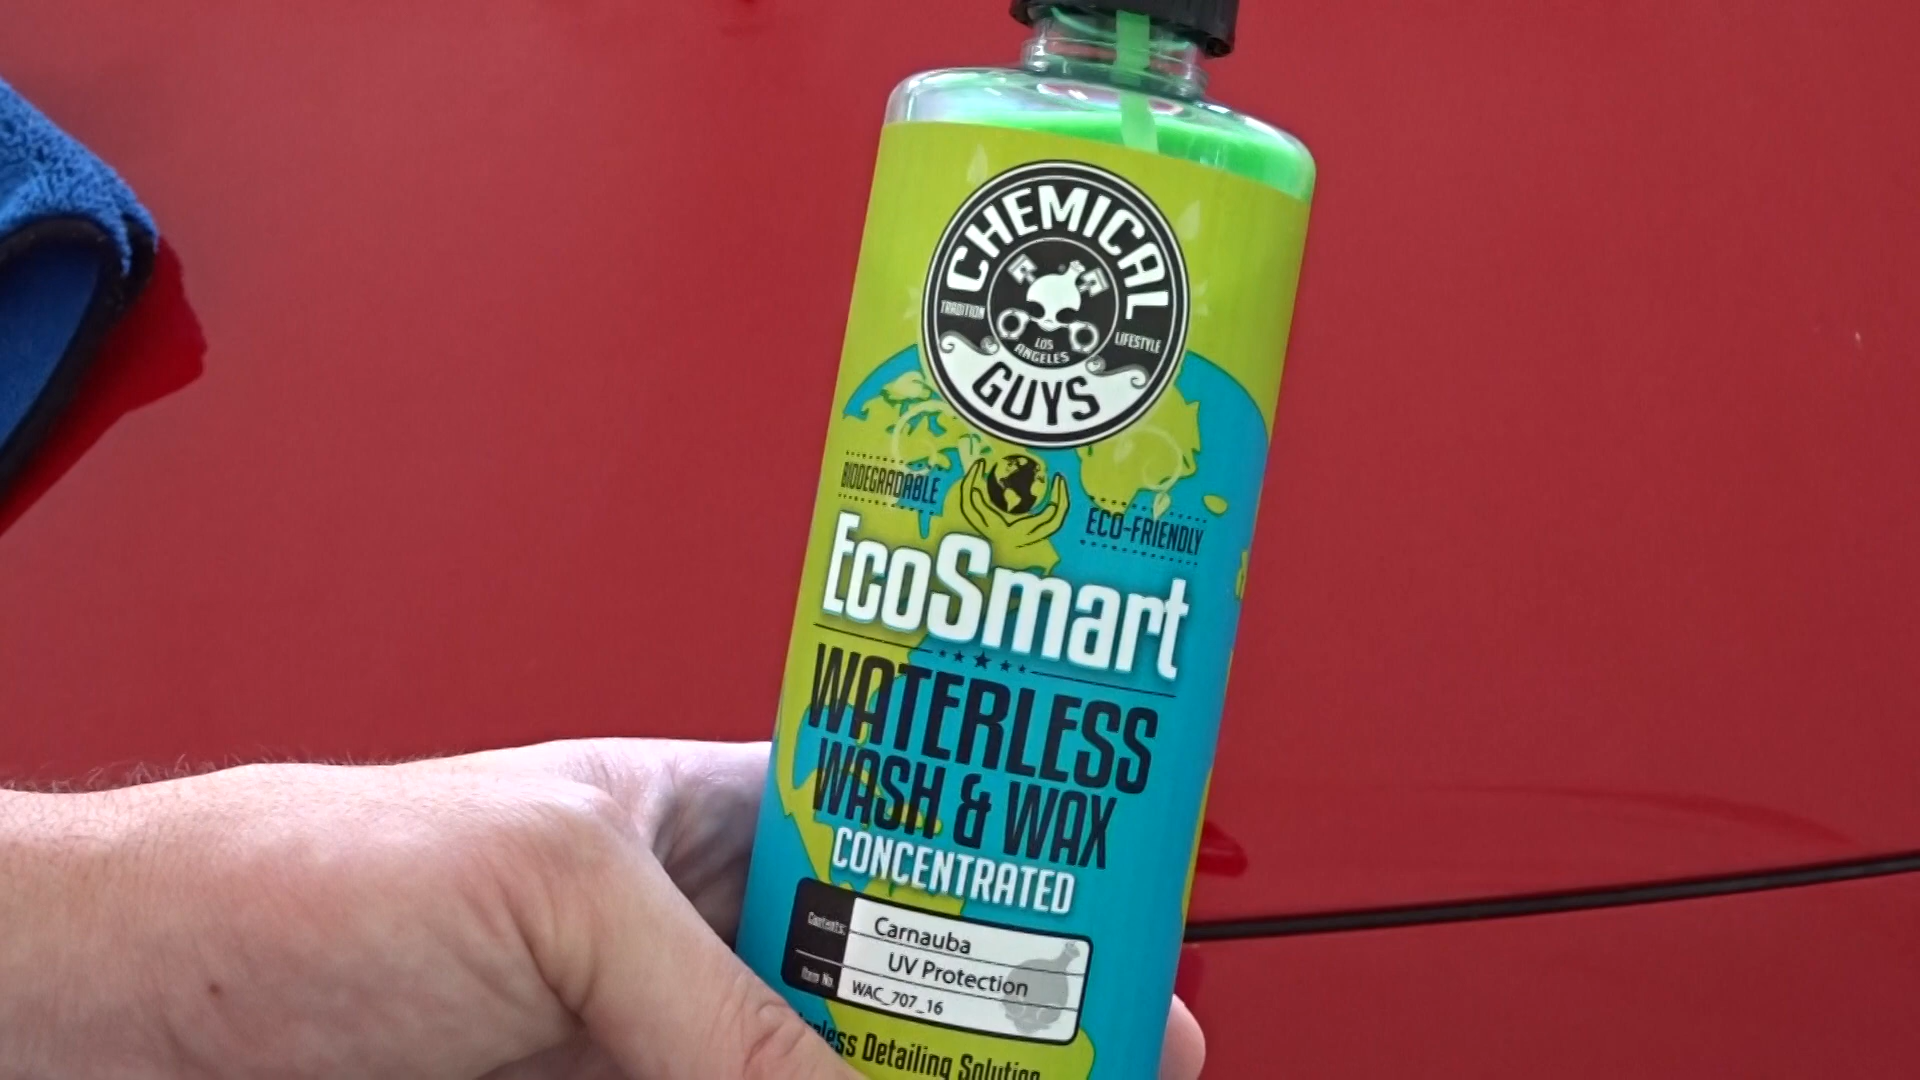 CHEMICAL
TRADITION
LIFESTYLE
LOS
ANGELES
GUYS
BIODEGRADABLE
ECO-FRIENDLY
EcoSmart
WATERLESS
WASH & WAX
CONCENTRATED
Contents: Carnauba
UV Protection
Item No. WAC_707_16
Detailing Solution